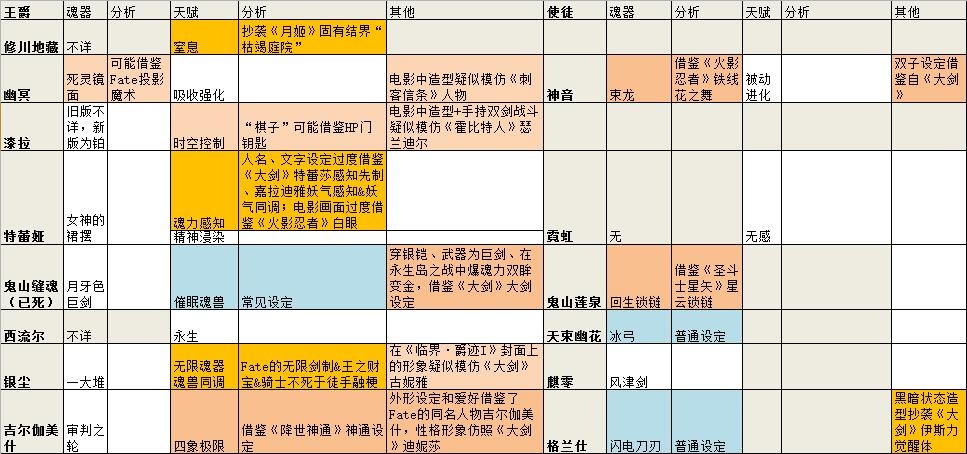 王爵 魂器 分析 天赋 分析 其他 使徒 魂器 分析 天赋 分析 其他
修川地藏 不详 窒息 抄袭《月姬》固有结界“
枯渴庭院”
幽冥 死灵镜
面 可能借鉴
Fate投影
魔术 吸收强化 电影中造型疑似模仿《刺
客信条》人物 神音 束龙 借鉴《火影
忍者》铁线
花之舞 被动
进化 双子设定借
鉴自《大剑
》
漆拉 旧版不
详，新
版为铂 时空控制 “棋子”可能借鉴HP门
钥匙 电影中造型+手持双剑战斗
疑似模仿《霍比特人》瑟
兰迪尔
特蕾娅 女神的
裙摆 魂力感知 人名、文字设定过度借鉴
《大剑》特蕾莎感知先制
、嘉拉迪雅妖气感知&妖
气同调；电影画面过度借
鉴《火影忍者》白眼
精神浸染
霓虹 无 无感
鬼山缝魂
（已死） 月牙色
巨剑 催眠魂兽 常见设定 穿银铠、武器为巨剑、在
永生岛之战中爆魂力双眸
变金，借鉴《大剑》大剑
设定 鬼山莲泉 回生锁链 借鉴《圣斗
士星矢》星
云锁链
西流尔 不详 永生 天束幽花 冰弓 普通设定
银尘 一大堆 无限魂器
魂兽同调 Fate的无限剑制&王之财
宝&骑士不死于徒手融梗 在《临界·爵迹I》封面上
的形象疑似模仿《大剑》
古妮雅 麒零 风津剑
吉尔伽美
什 审判之
轮 四象极限 借鉴《降世神通》神通设
定 外形设定和爱好借鉴了
Fate的同名人物吉尔伽美
什，性格形象仿照《大剑
》迪妮莎 格兰仕 闪电刀刃 普通设定 黑暗状态造
型抄袭《大
剑》伊斯力
觉醒体